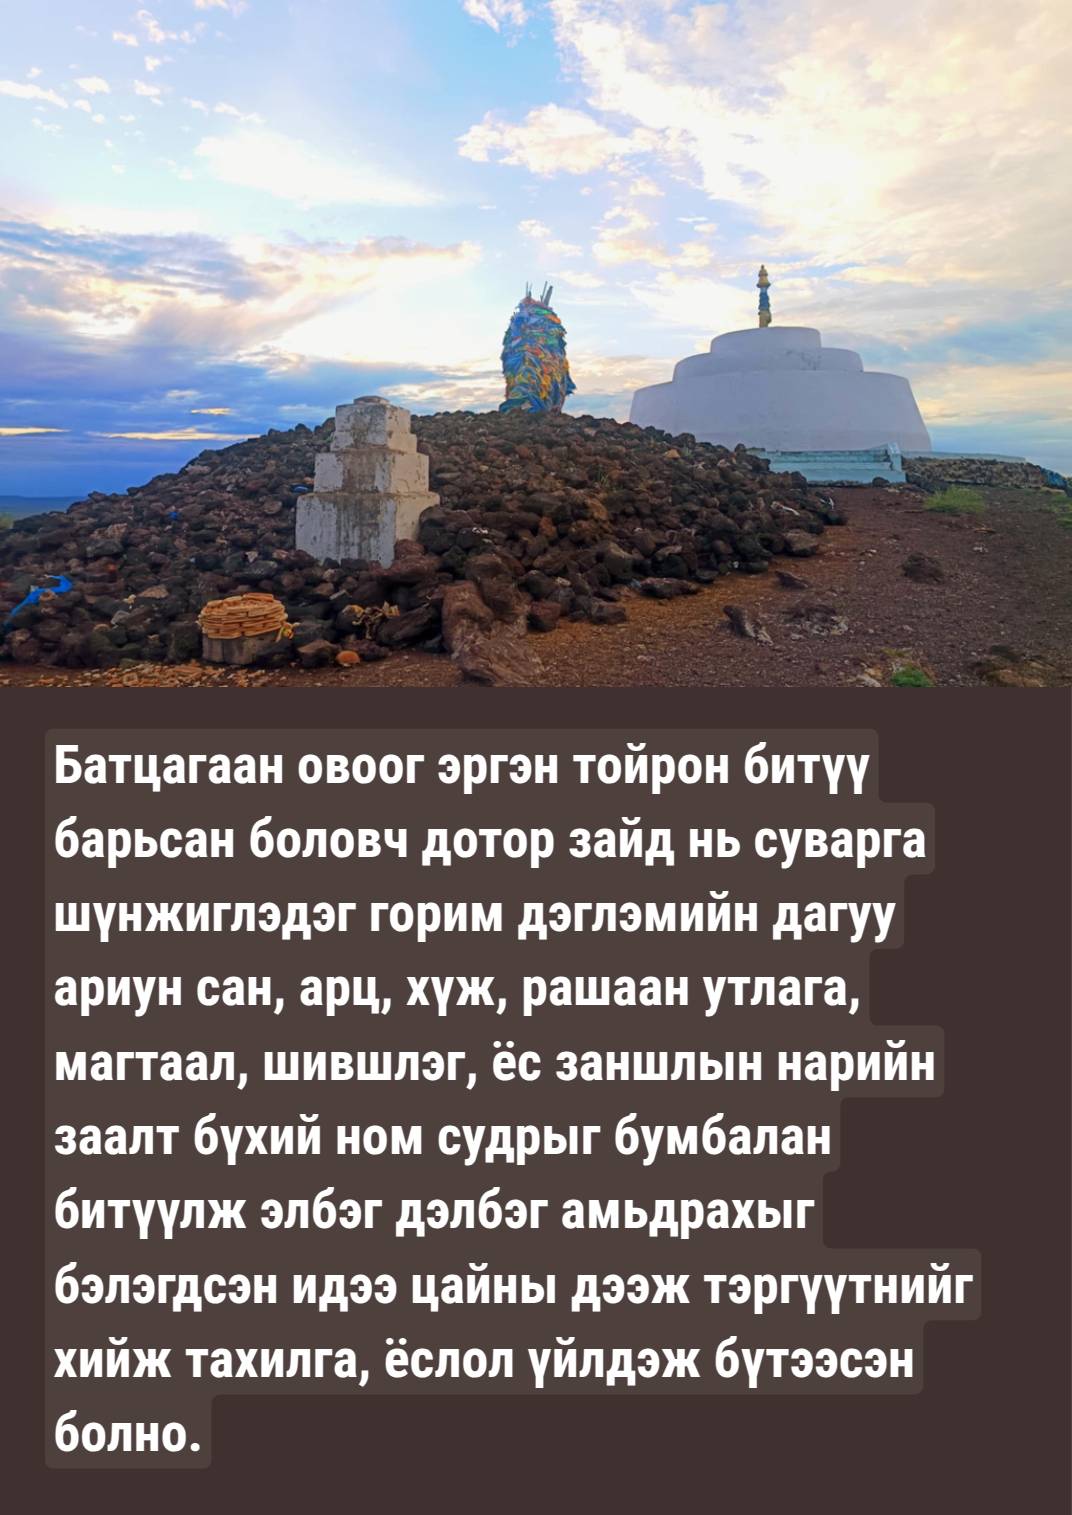 Батцагаан овоог эргэн тойрон битүү
барьсан боловч дотор зайд нь суварга
шүнжиглэдэг горим дэглэмийн дагуу
ариун сан, арц, хүж, рашаан утлага,
магтаал, шившлэг, ёс заншлын нарийн
заалт бүхий ном судрыг бумбалан
битүүлж элбэг дэлбэг амьдрахыг
бэлэгдсэн идээ цайны дээж тэргүүтнийг
хийж тахилга, ёслол үйлдэж бүтээсэн
болно.